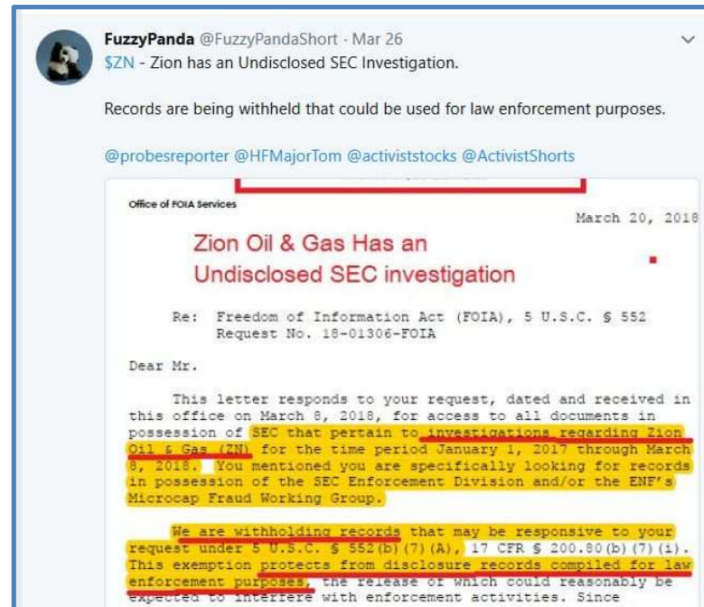 FuzzyPanda @FuzzyPandaShort · Mar 26
$ZN - Zion has an Undisclosed SEC Investigation.
Records are being withheld that could be used for law enforcement purposes.
@probesreporter @HFMajorTom @activiststocks @ActivistShorts
Office of FOIA Services
March 20, 2018
Zion Oil & Gas Has an
Undisclosed SEC investigation
Re: Freedom of Information Act (FOIA), 5 U.S.C. § 552
Request No. 18-01306-FOIA
Dear Mr.
This letter responds to your request, dated and received in
this office on March 8, 2018, for access to all documents in
possession of SEC that pertain to investigations regarding Zion
Oil & Gas (ZN) for the time period January 1, 2017 through March
8, 2018. You mentioned you are specifically looking for records
in possession of the SEC Enforcement Division and/or the ENF's
Microcap Fraud Working Group.
We are withholding records that may be responsive to your
request under 5 U.S.C. § 552(b)(7)(A), 17 CFR § 200.80(b)(7)(i).
This exemption protects from disclosure records compiled for law
enforcement purposes, the release of which could reasonably be
expected to interfere with enforcement activities. Since